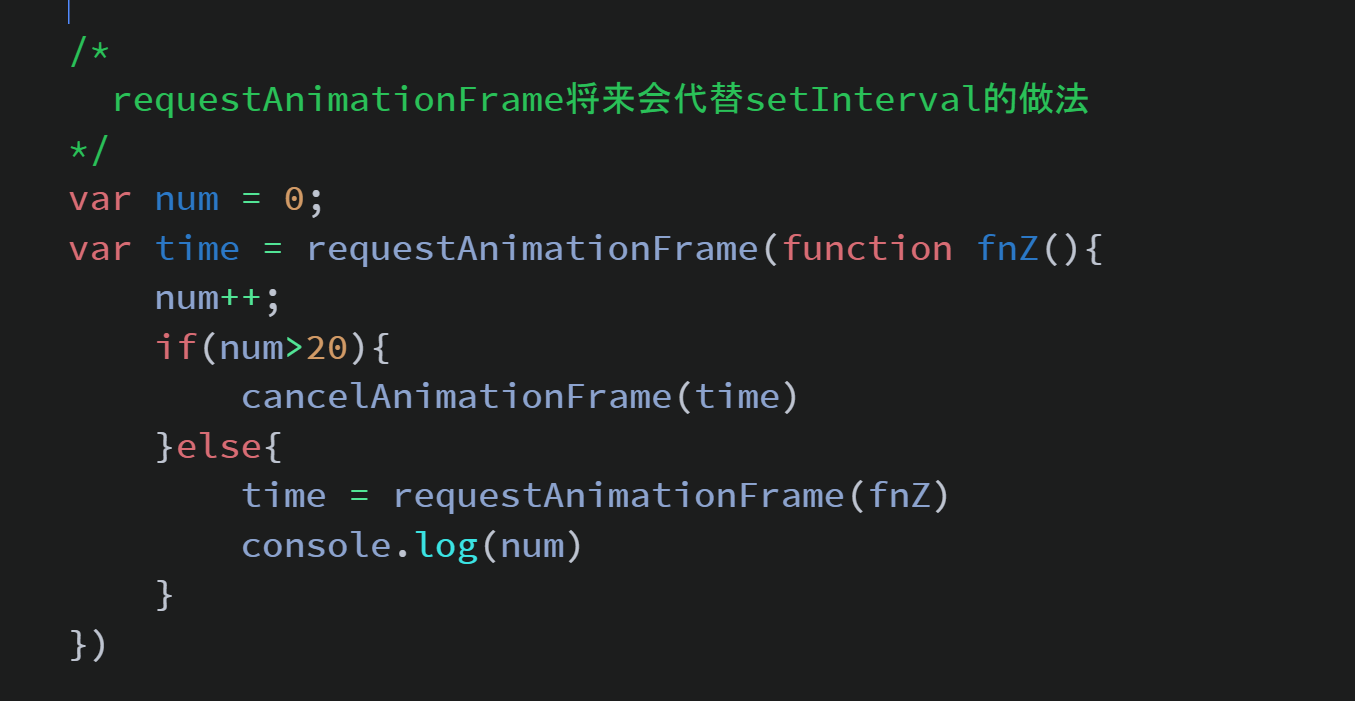 /*
  requestAnimationFrame将来会代替setInterval的做法
*/
var num = 0;
var time = requestAnimationFrame(function fnZ(){
    num++;
    if(num>20){
        cancelAnimationFrame(time)
    }else{
        time = requestAnimationFrame(fnZ)
        console.log(num)
    }
})